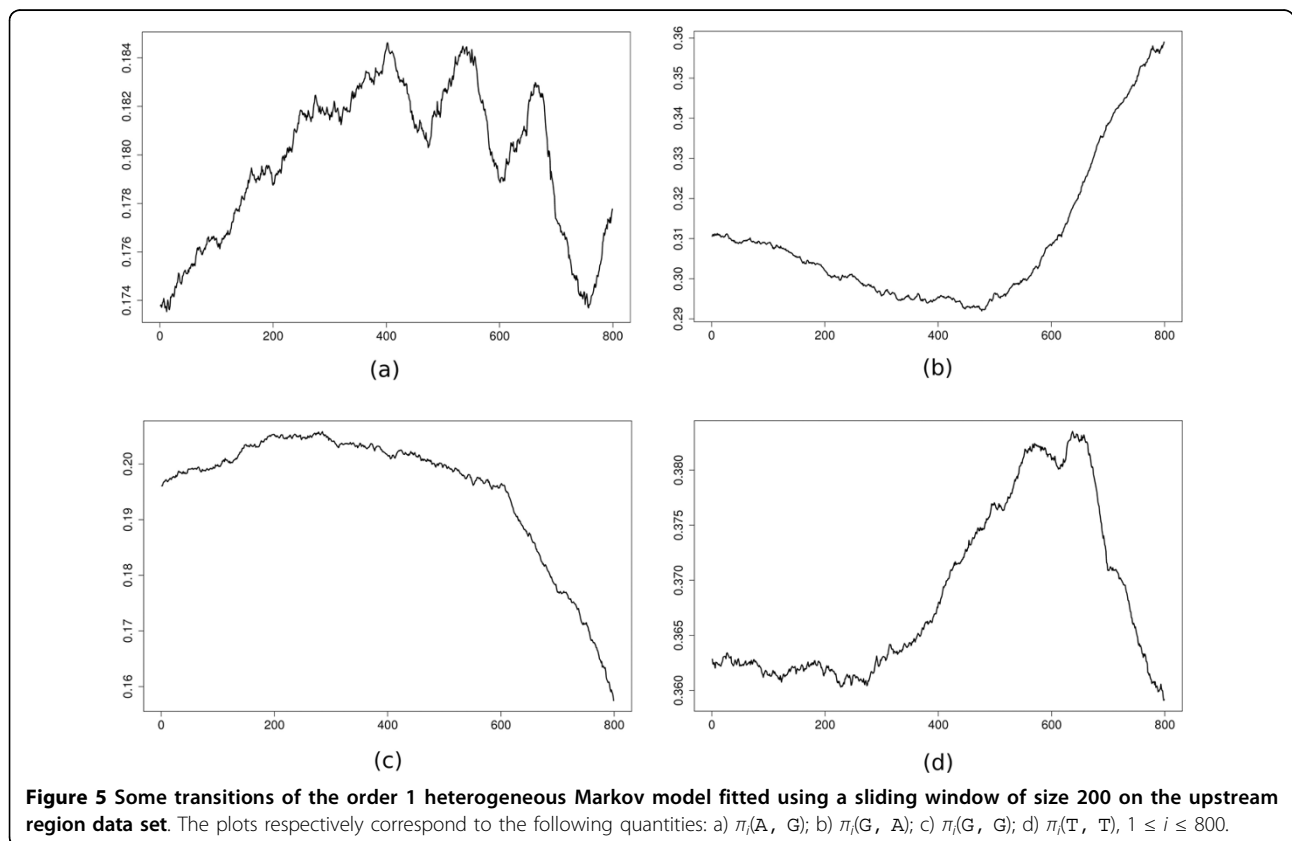 0.184
0.182
0.180
0.178
0.176
0.174
0 200 400 600 800
(a)
0.36
0.35
0.34
0.33
0.32
0.31
0.30
0.29
0 200 400 600 800
(b)
0.20
0.19
0.18
0.17
0.16
0 200 400 600 800
(c)
0.380
0.375
0.370
0.365
0.360
0 200 400 600 800
(d)
Figure 5 Some transitions of the order 1 heterogeneous Markov model fitted using a sliding window of size 200 on the upstream
region data set. The plots respectively correspond to the following quantities: a) πi(A, G); b) πi(G, A); c) πi(G, G); d) πi(T, T), 1 ≤ i ≤ 800.